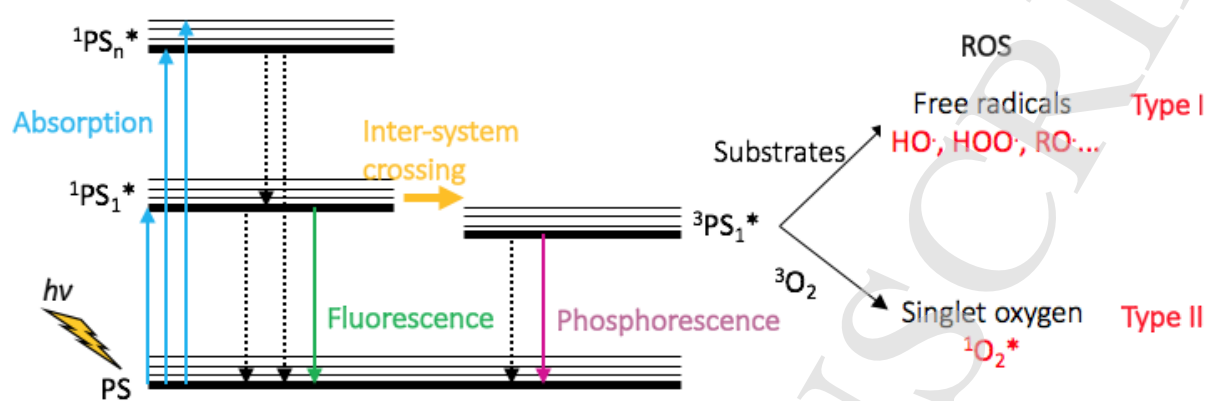 ¹PSₙ*
Absorption
¹PS₁*
hν
PS
Inter-system
crossing
Fluorescence
Phosphorescence
³PS₁*
Substrates
³O₂
ROS
Free radicals
Type I
HO·, HOO·, RO·...
Singlet oxygen
Type II
¹O₂*